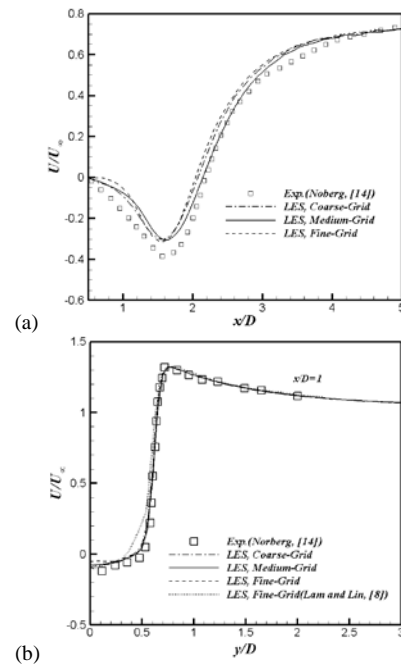 0.8
0.6
0.4
0.2
0
-0.2
-0.4
-0.6
U/U∞
1 2 3 4 5
x/D
Exp.(Noberg, [14])
LES, Coarse-Grid
LES, Medium-Grid
LES, Fine-Grid
(a)
1.5
1
0.5
0
-0.5
U/U∞
x/D=1
0 0.5 1 1.5 2 2.5 3
y/D
Exp.(Norberg, [14])
LES, Coarse-Grid
LES, Medium-Grid
LES, Fine-Grid
LES, Fine-Grid(Lam and Lin, [8])
(b)